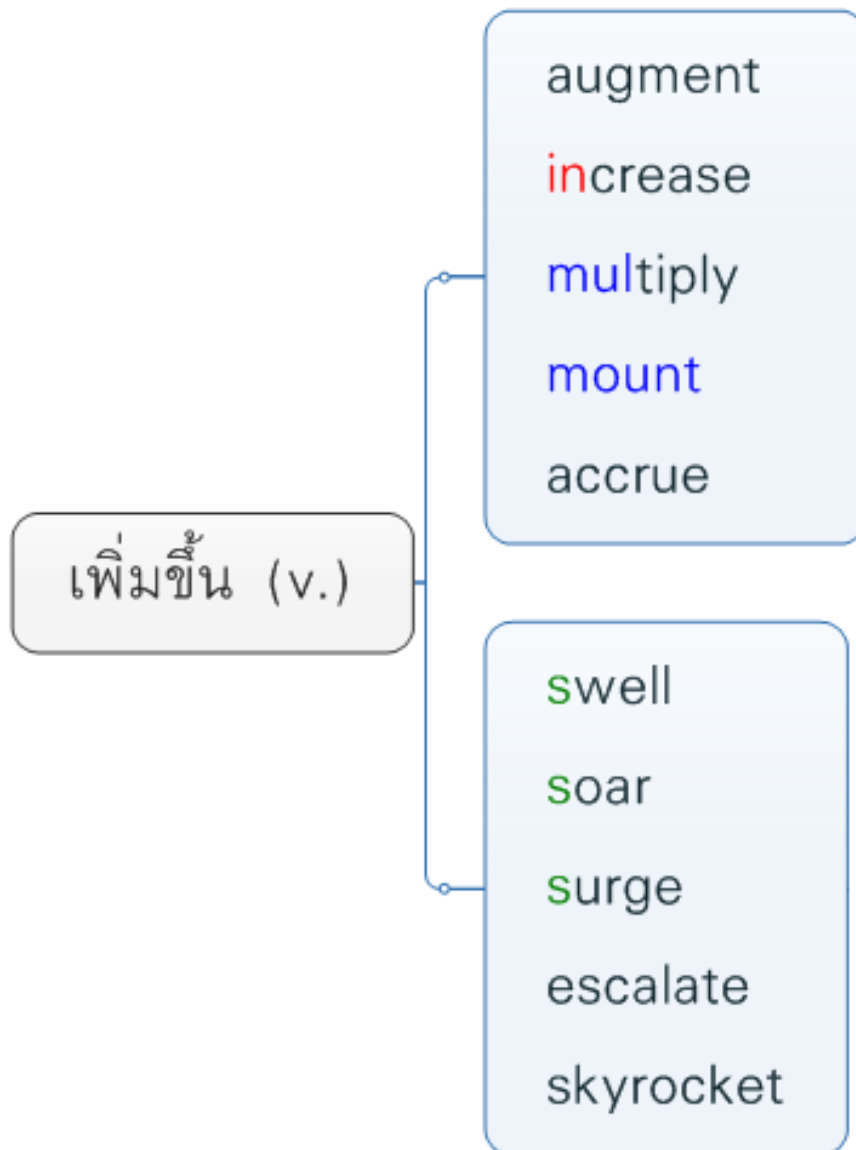 เพิ่มขึ้น (v.)
augment
increase
multiply
mount
accrue
swell
soar
surge
escalate
skyrocket